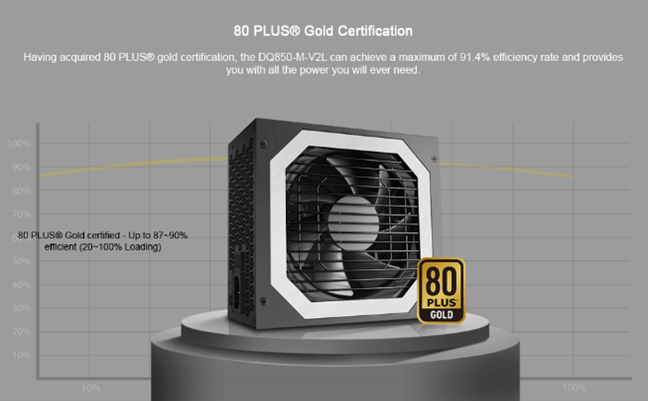 80 PLUS® Gold Certification
Having acquired 80 PLUS® gold certification, the DQ850-M-V2L can achieve a maximum of 91.4% efficiency rate and provides
you with all the power you will ever need.
100%
90%
80%
70%
80 PLUS® Gold certified - Up to 87~90%
efficient (20~100% Loading)
50%
40%
30%
20%
10%
80
PLUS
GOLD
10%
100%